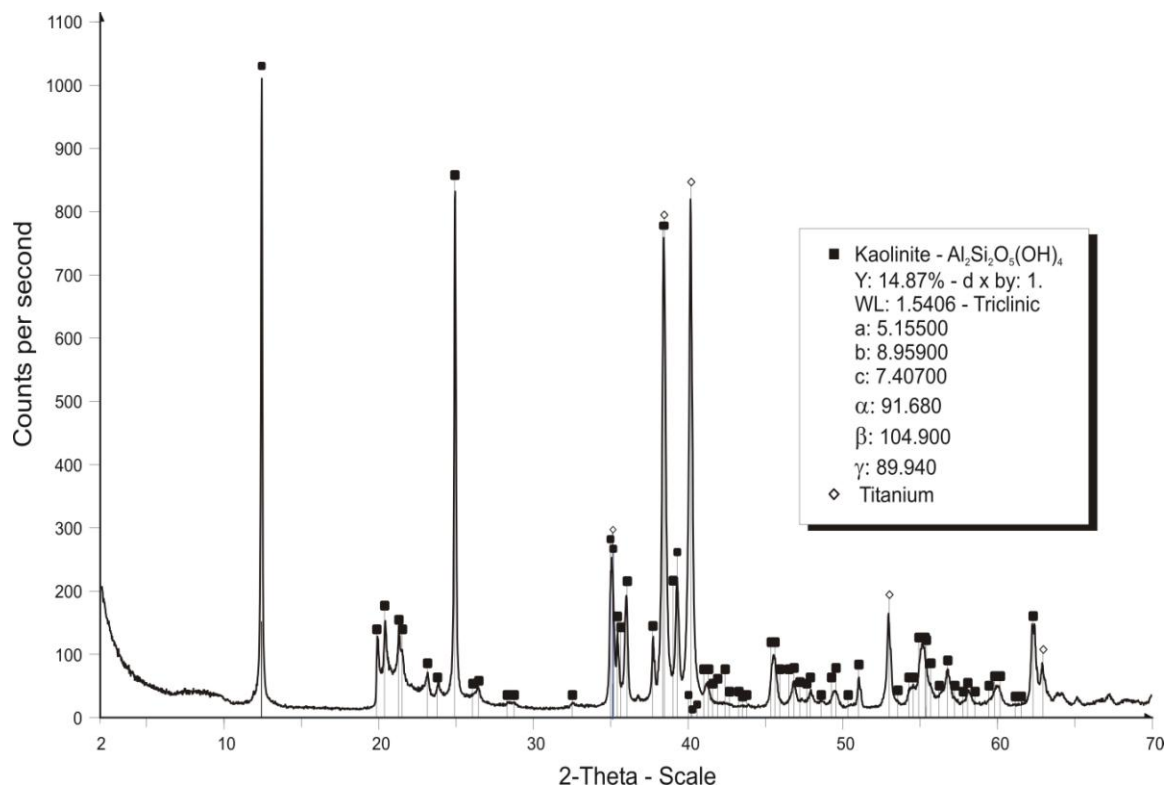 1100
1000
900
800
700
600
500
400
300
200
100
0
Counts per second
2 10 20 30 40 50 60 70
2-Theta - Scale
■ Kaolinite - Al₂Si₂O₅(OH)₄
Y: 14.87% - d x by: 1.
WL: 1.5406 - Triclinic
a: 5.15500
b: 8.95900
c: 7.40700
α: 91.680
β: 104.900
γ: 89.940
◇ Titanium